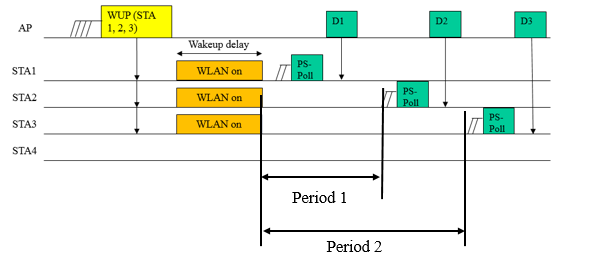 WUP (STA
1, 2, 3)
D1
D2
D3
AP
Wakeup delay
STA1
WLAN on
PS-
Poll
STA2
WLAN on
PS-
Poll
STA3
WLAN on
PS-
Poll
STA4
Period 1
Period 2